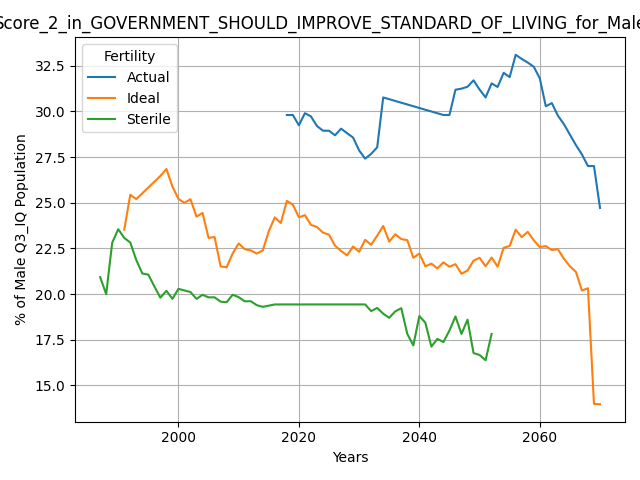 Score_2_in_GOVERNMENT_SHOULD_IMPROVE_STANDARD_OF_LIVING_for_Male
Fertility
Actual
Ideal
Sterile
% of Male Q3_IQ Population
32.5
30.0
27.5
25.0
22.5
20.0
17.5
15.0
2000
2020
2040
2060
Years